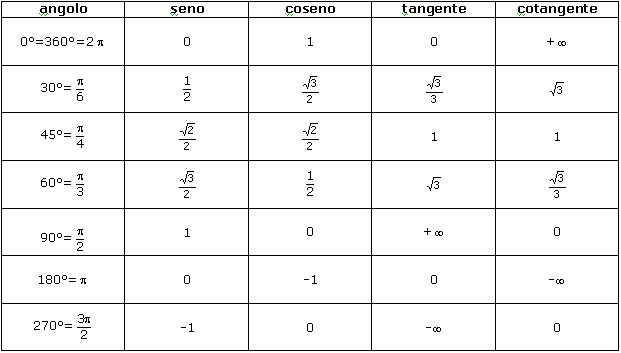 angolo seno coseno tangente cotangente
0°=360°=2 π 0 1 0 + ∞
30°= π/6 1/2 √3/2 √3/3 √3
45°= π/4 √2/2 √2/2 1 1
60°= π/3 √3/2 1/2 √3 √3/3
90°= π/2 1 0 + ∞ 0
180°= π 0 -1 0 -∞
270°= 3π/2 -1 0 -∞ 0